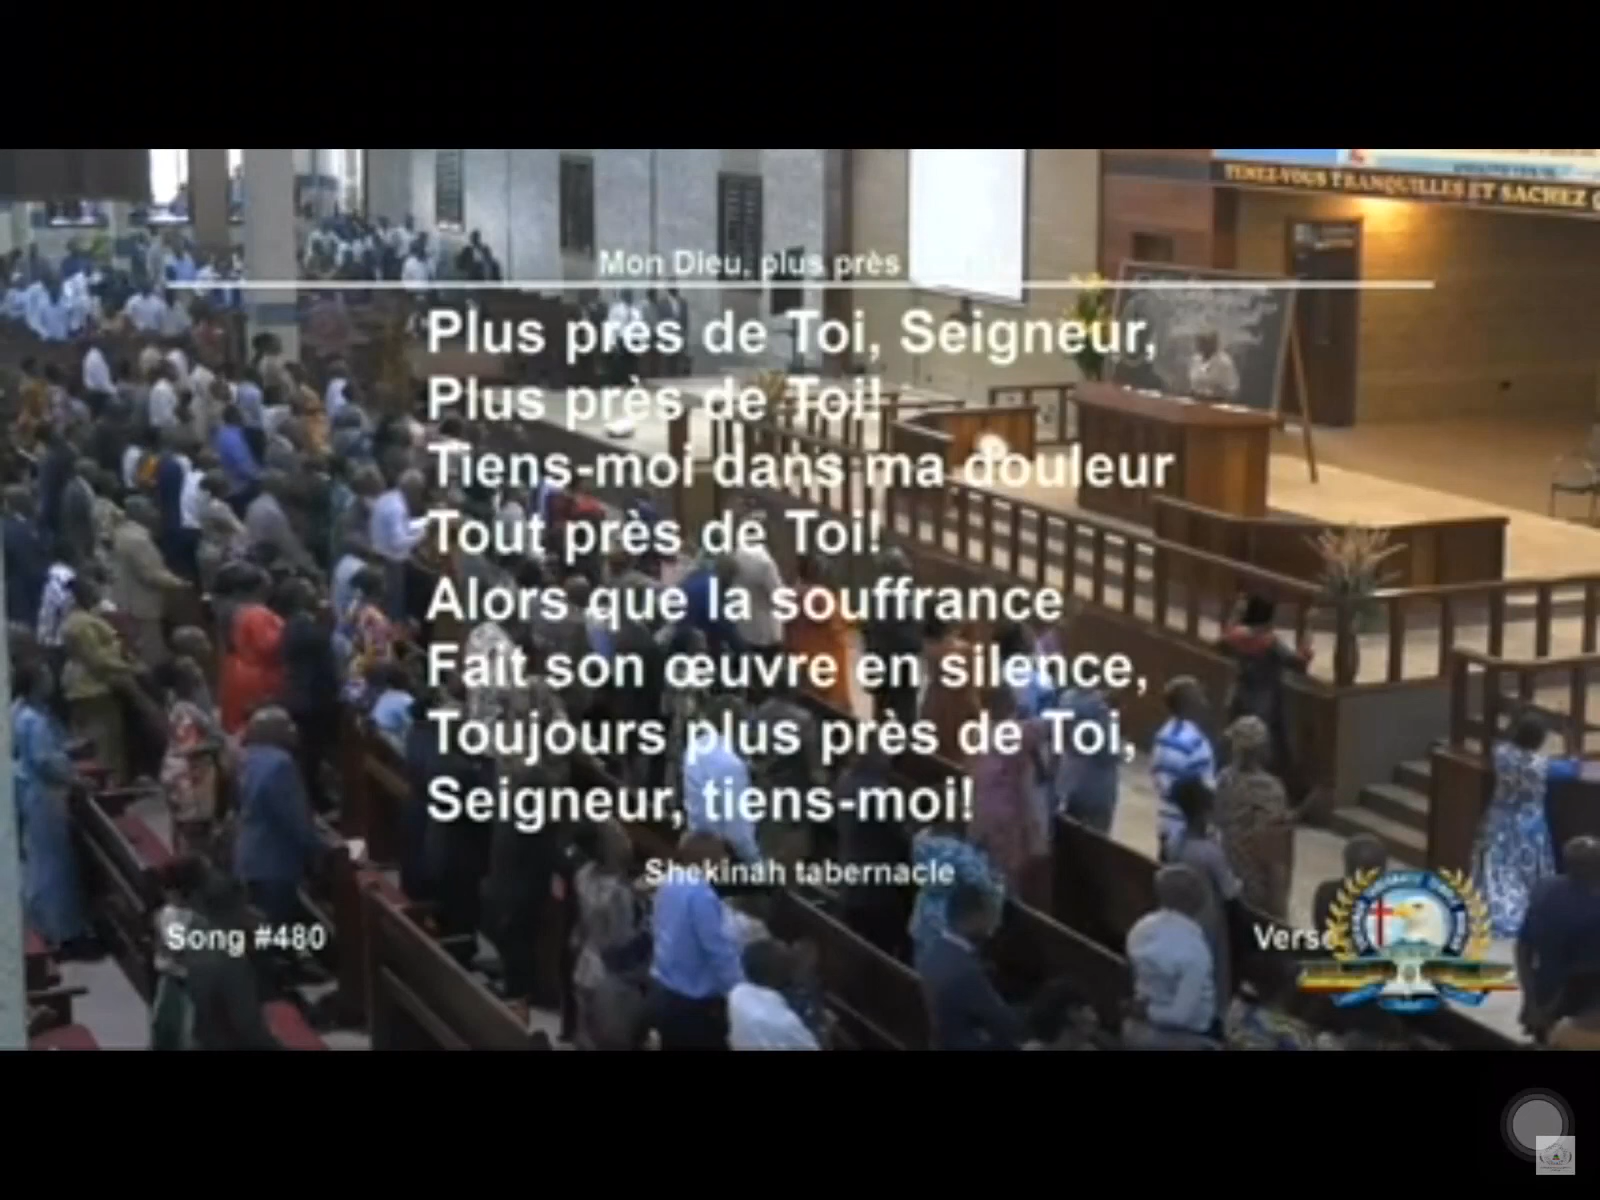 TENEZ-VOUS TRANQUILLES ET SACHEZ
Mon Dieu, plus près
Plus près de Toi, Seigneur,
Plus près de Toi!
Tiens-moi dans ma douleur
Tout près de Toi!
Alors que la souffrance
Fait son œuvre en silence,
Toujours plus près de Toi,
Seigneur, tiens-moi!
Shekinah tabernacle
Song #480
Verse